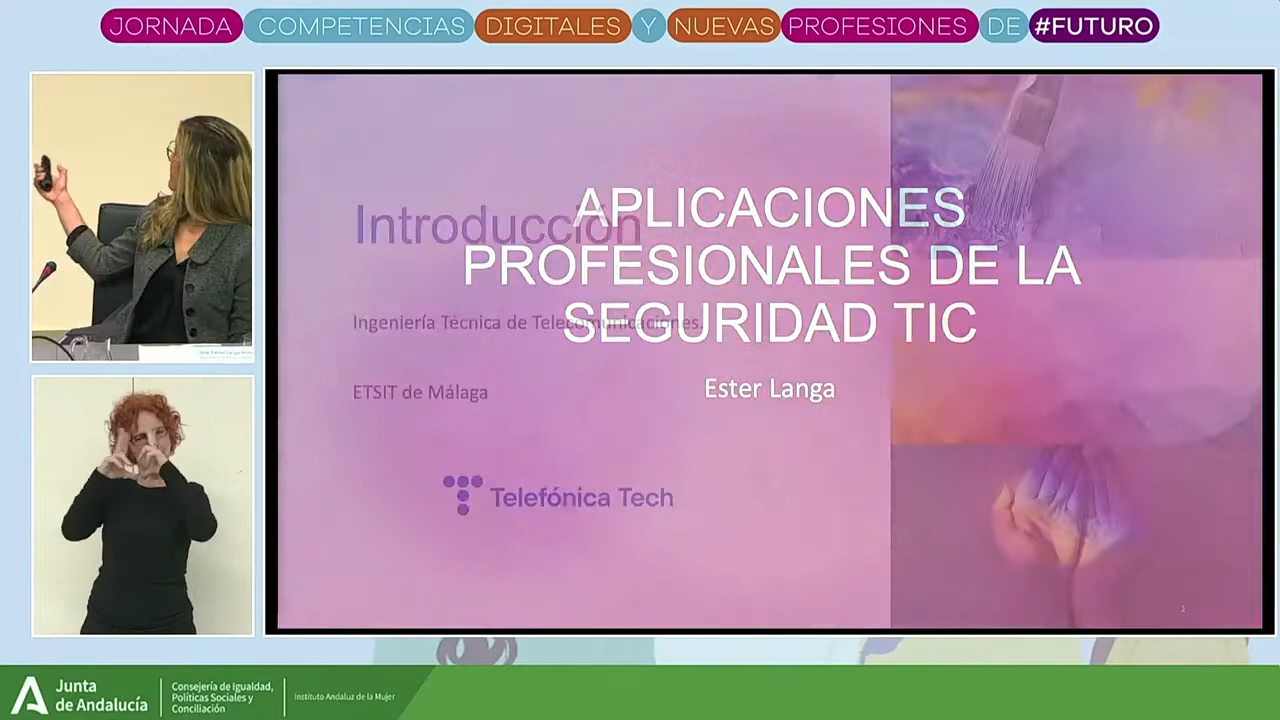 JORNADA COMPETENCIAS DIGITALES Y NUEVAS PROFESIONES DE #FUTURO
Introducción
APLICACIONES
PROFESIONALES DE LA
SEGURIDAD TIC
Ingeniería Técnica de Telecomunicaciones.
Ester Langa
ETSIT de Málaga
Telefónica Tech
Junta
de Andalucía
Consejería de Igualdad,
Políticas Sociales y
Conciliación
Instituto Andaluz de la Mujer